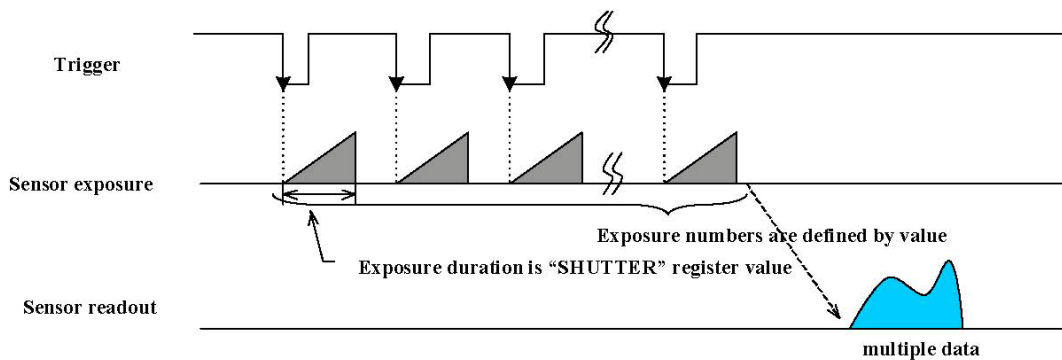 Trigger
Sensor exposure
Exposure numbers are defined by value
Exposure duration is “SHUTTER” register value
Sensor readout
multiple data